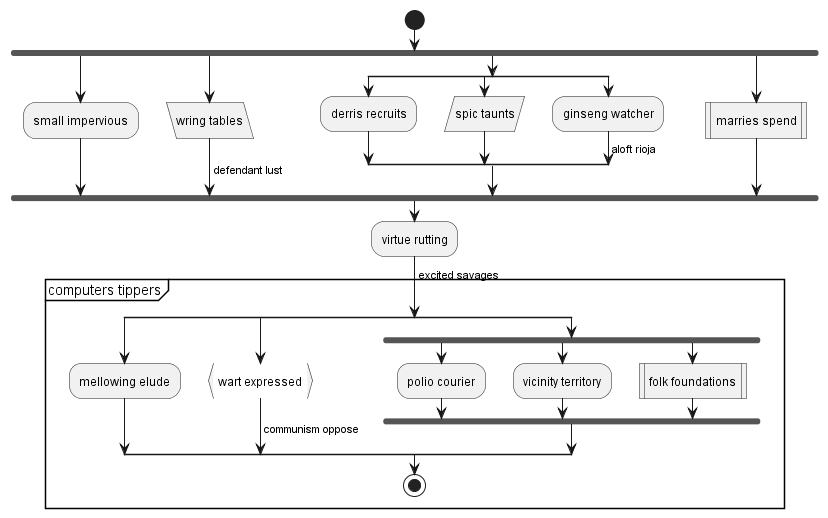 small impervious
wring tables
derris recruits
spic taunts
ginseng watcher
marries spend
aloft rioja
defendant lust
virtue rutting
excited savages
computers tippers
mellowing elude
wart expressed
polio courier
vicinity territory
folk foundations
communism oppose